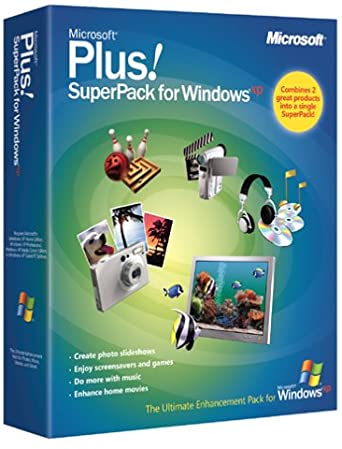 Microsoft
Plus!
SuperPack for Windows xp
Microsoft
Combines 2
great products
into a single
SuperPack!
• Create photo slideshows
• Enjoy screensavers and games
• Do more with music
• Enhance home movies
The Ultimate Enhancement Pack for
Microsoft
Windows xp
Microsoft
Plus!
SuperPack for Windows xp